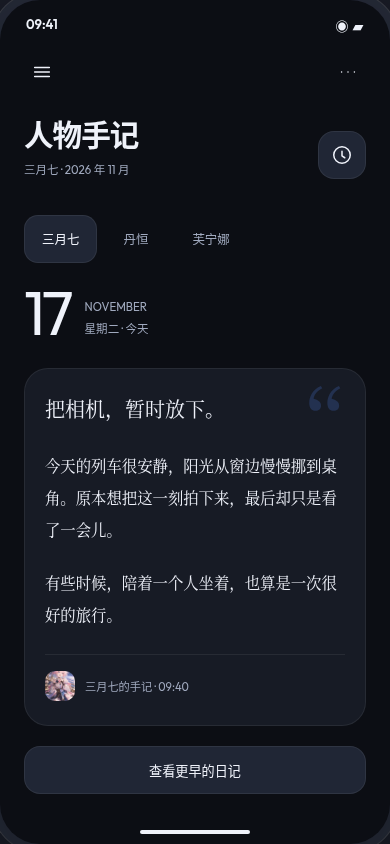 09:41
人物手记
三月七 · 2026 年 11 月
三月七
丹恒
芙宁娜
17
NOVEMBER
星期二 · 今天
把相机，暂时放下。
“
今天的列车很安静，阳光从窗边慢慢挪到桌
角。原本想把这一刻拍下来，最后却只是看
了一会儿。
有些时候，陪着一个人坐着，也算是一次很
好的旅行。
三月七的手记 · 09:40
查看更早的日记